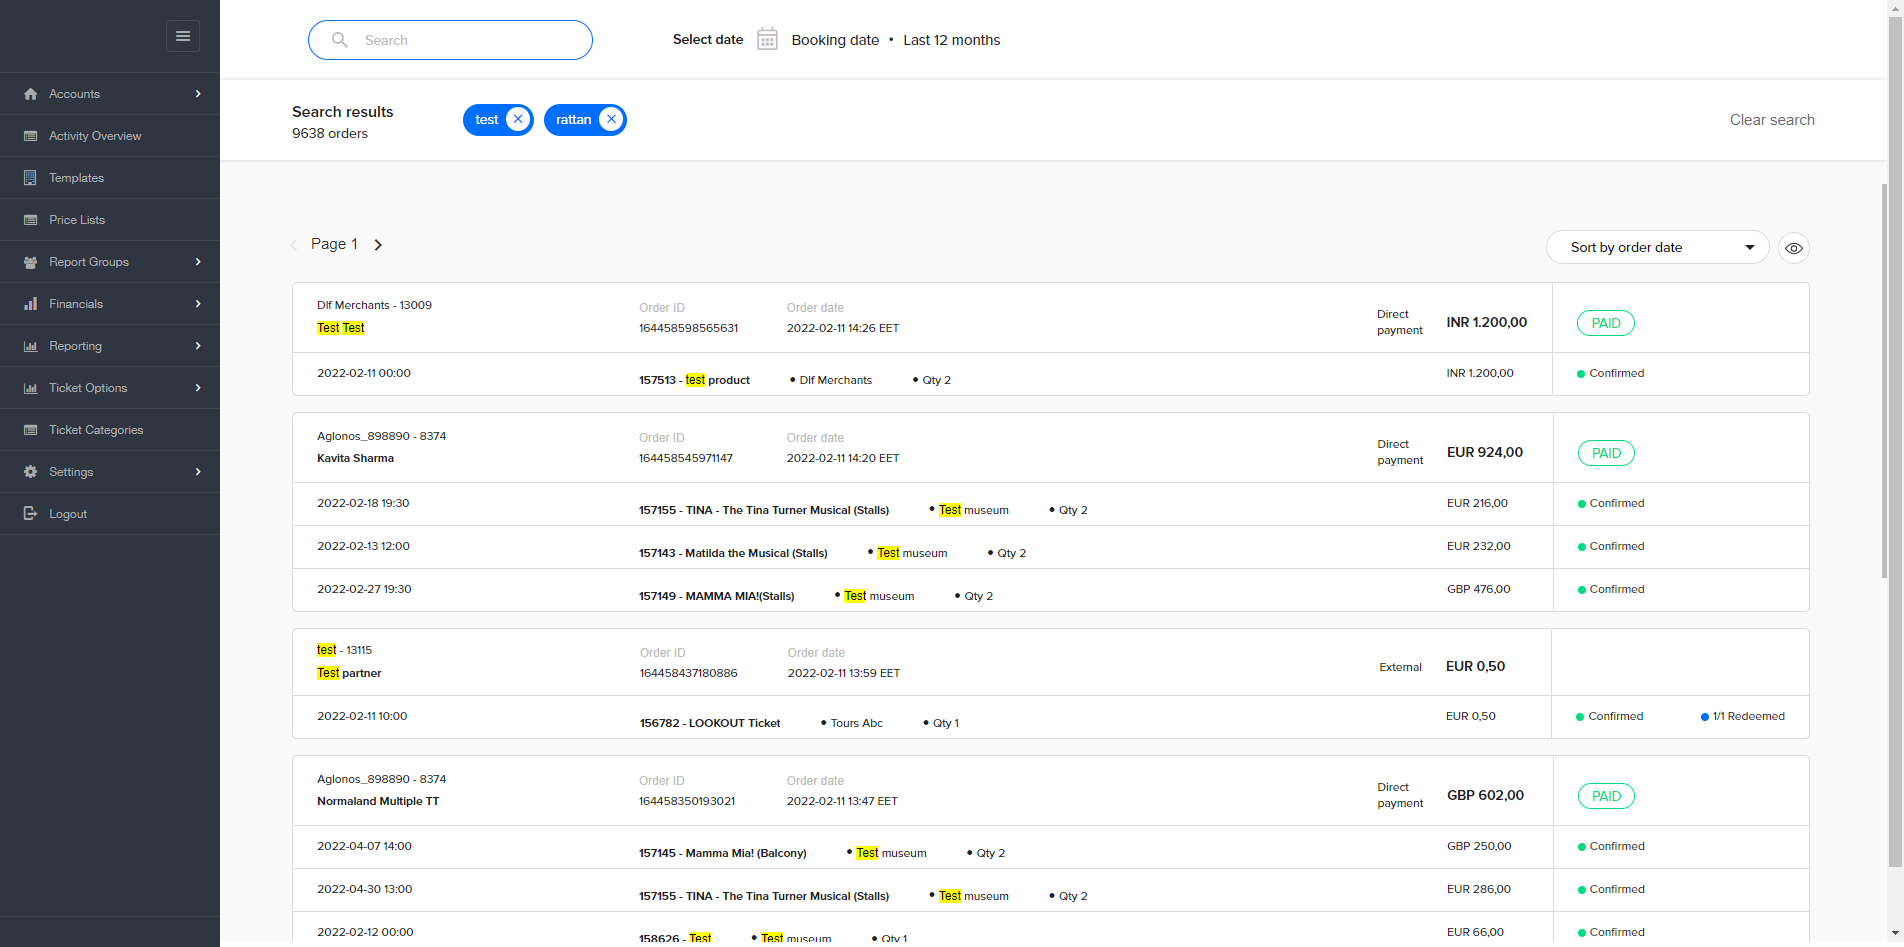 Search
Select date Booking date • Last 12 months
Accounts
Activity Overview
Templates
Price Lists
Report Groups
Financials
Reporting
Ticket Options
Ticket Categories
Settings
Logout
Search results
9638 orders
test
rattan
Clear search
Page 1
Sort by order date
Dlf Merchants - 13009 Order ID Order date
Test Test 164458598565631 2022-02-11 14:26 EET Direct payment INR 1.200,00 PAID
2022-02-11 00:00 157513 - test product • Dlf Merchants • Qty 2 INR 1.200,00 Confirmed
Aglonos_898890 - 8374 Order ID Order date
Kavita Sharma 164458545971147 2022-02-11 14:20 EET Direct payment EUR 924,00 PAID
2022-02-18 19:30 157155 - TINA - The Tina Turner Musical (Stalls) • Test museum • Qty 2 EUR 216,00 Confirmed
2022-02-13 12:00 157143 - Matilda the Musical (Stalls) • Test museum • Qty 2 EUR 232,00 Confirmed
2022-02-27 19:30 157149 - MAMMA MIA!(Stalls) • Test museum • Qty 2 GBP 476,00 Confirmed
test - 13115 Order ID Order date
Test partner 164458437180886 2022-02-11 13:59 EET External EUR 0,50
2022-02-11 10:00 156782 - LOOKOUT Ticket • Tours Abc • Qty 1 EUR 0,50 Confirmed 1/1 Redeemed
Aglonos_898890 - 8374 Order ID Order date
Normaland Multiple TT 164458350193021 2022-02-11 13:47 EET Direct payment GBP 602,00 PAID
2022-04-07 14:00 157145 - Mamma Mia! (Balcony) • Test museum • Qty 2 GBP 250,00 Confirmed
2022-04-30 13:00 157155 - TINA - The Tina Turner Musical (Stalls) • Test museum • Qty 2 EUR 286,00 Confirmed
2022-02-12 00:00 158626 - Test • Test museum • Qty 1 EUR 66,00 Confirmed